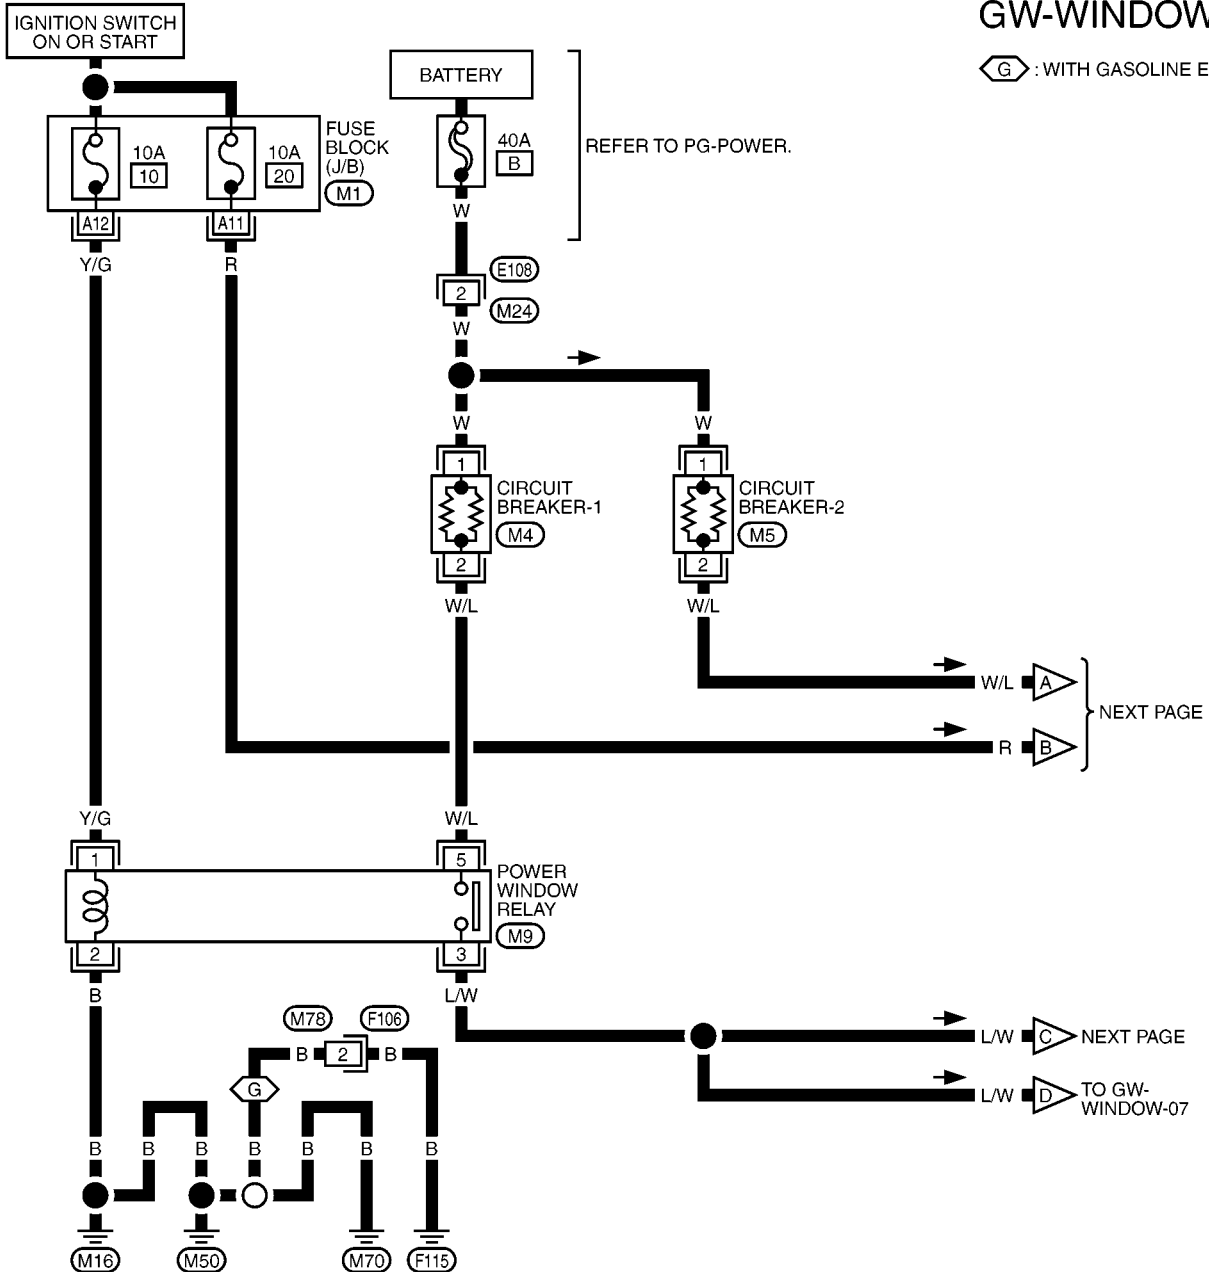 GW-WINDOW
G : WITH GASOLINE E
IGNITION SWITCH
ON OR START
BATTERY
FUSE
BLOCK
(J/B)
M1
10A
10
10A
20
40A
B
REFER TO PG-POWER.
A12
A11
W
Y/G
R
E108
2
M24
W
W
W
1
1
CIRCUIT
BREAKER-1
M4
CIRCUIT
BREAKER-2
M5
2
2
W/L
W/L
W/L
A
NEXT PAGE
R
B
Y/G
W/L
1
5
POWER
WINDOW
RELAY
M9
2
3
B
L/W
M78
F106
L/W
C
NEXT PAGE
B
2
B
G
L/W
D
TO GW-
WINDOW-07
B
B
B
B
B
B
B
M16
M50
M70
F115